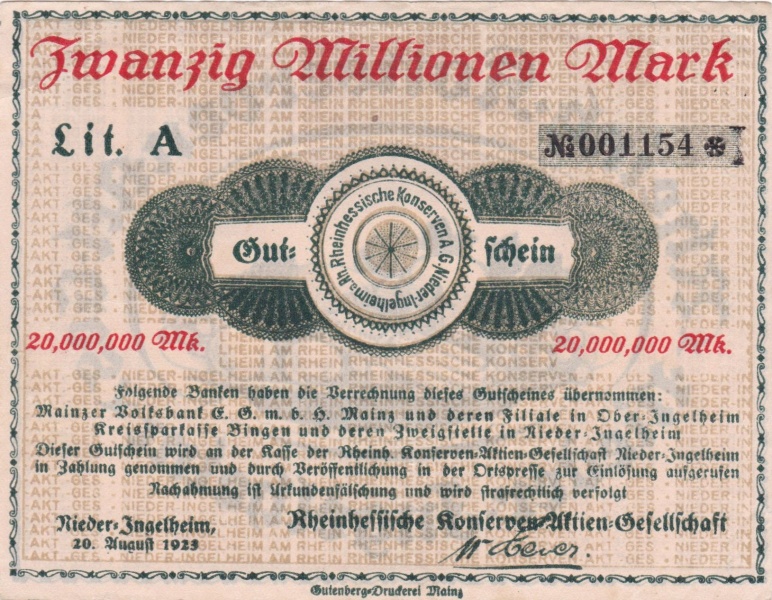 Zwanzig Millionen Mark
Lit. A
№001154
Rheinhessische Konserven A.G. Nieder-Ingelheim a. Rh.
Gut-
schein
20,000,000 Mk.
20,000,000 Mk.
Folgende Banken haben die Verrechnung dieses Gutscheines übernommen:
Mainzer Volksbank E. G. m. b. H. Mainz und deren Filiale in Ober-Ingelheim
Kreissparkasse Bingen und deren Zweigstelle in Nieder-Ingelheim
Dieser Gutschein wird an der Kasse der Rheinh. Konserven-Aktien-Gesellschaft Nieder-Ingelheim
in Zahlung genommen und durch Veröffentlichung in der Ortspresse zur Einlösung aufgerufen
Nachahmung ist Urkundenfälschung und wird strafrechtlich verfolgt
Nieder-Ingelheim,
20. August 1923
Rheinhessische Konserven-Aktien-Gesellschaft
Gutenberg-Druckerei Mainz